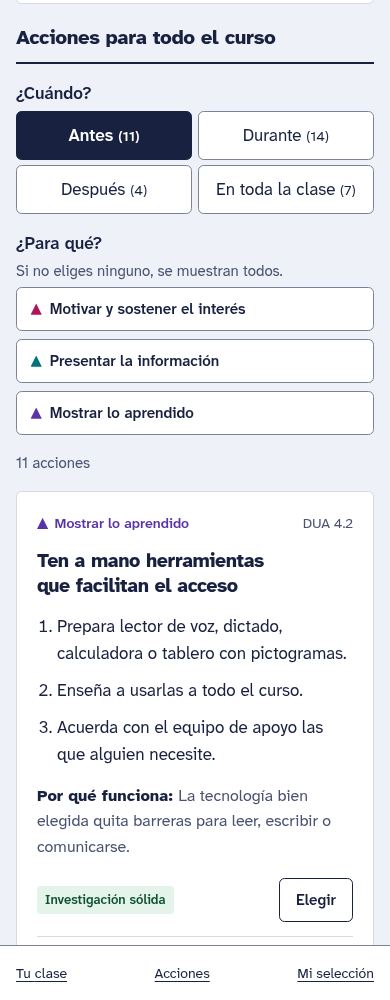 Acciones para todo el curso
¿Cuándo?
Antes (11)
Durante (14)
Después (4)
En toda la clase (7)
¿Para qué?
Si no eliges ninguno, se muestran todos.
Motivar y sostener el interés
Presentar la información
Mostrar lo aprendido
11 acciones
Mostrar lo aprendido
DUA 4.2
Ten a mano herramientas
que facilitan el acceso
1. Prepara lector de voz, dictado,
calculadora o tablero con pictogramas.
2. Enseña a usarlas a todo el curso.
3. Acuerda con el equipo de apoyo las
que alguien necesite.
Por qué funciona: La tecnología bien
elegida quita barreras para leer, escribir o
comunicarse.
Investigación sólida
Elegir
Tu clase
Acciones
Mi selección